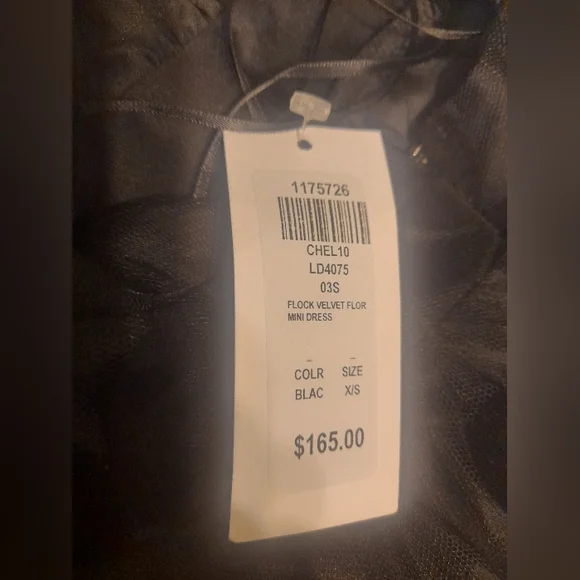 1175726
CHEL10
LD4075
03S
FLOCK VELVET FLOR
MINI DRESS
– –
COLR SIZE
BLAC X/S
$165.00